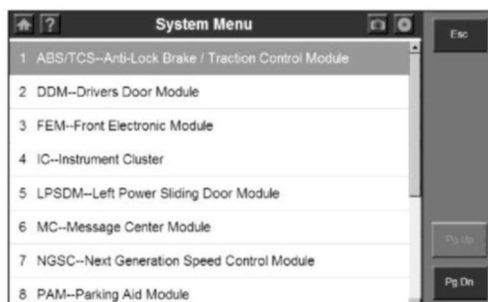 System Menu
Esc
1 ABS/TCS--Anti-Lock Brake / Traction Control Module
2 DDM--Drivers Door Module
3 FEM--Front Electronic Module
4 IC--Instrument Cluster
5 LPSDM--Left Power Sliding Door Module
6 MC--Message Center Module
7 NGSC--Next Generation Speed Control Module
8 PAM--Parking Aid Module
Pg Up
Pg Dn